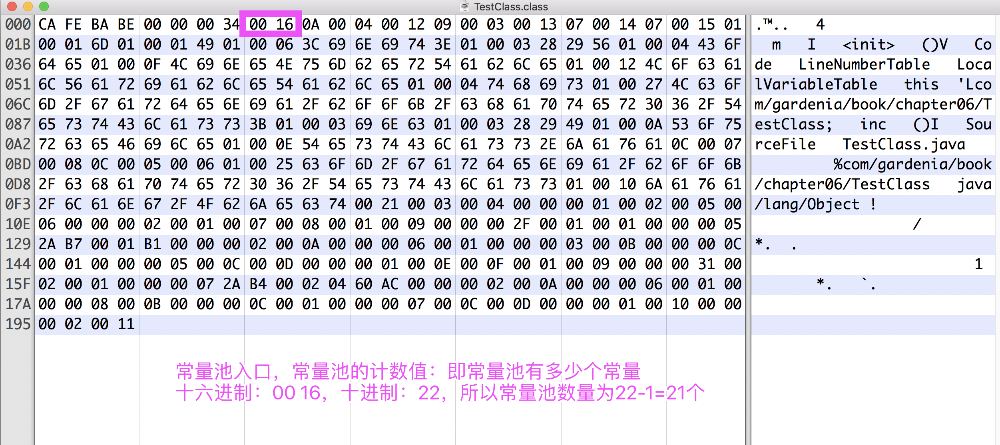 TestClass.class
000 CA FE BA BE 00 00 00 34 00 16 0A 00 04 00 12 09 00 03 00 13 07 00 14 07 00 15 01 .™.. 4
01B 00 01 6D 01 00 01 49 01 00 06 3C 69 6E 69 74 3E 01 00 03 28 29 56 01 00 04 43 6F m I <init> ()V Co
036 64 65 01 00 0F 4C 69 6E 65 4E 75 6D 62 65 72 54 61 62 6C 65 01 00 12 4C 6F 63 61 de LineNumberTable Loca
051 6C 56 61 72 69 61 62 6C 65 54 61 62 6C 65 01 00 04 74 68 69 73 01 00 27 4C 63 6F lVariableTable this 'Lco
06C 6D 2F 67 61 72 64 65 6E 69 61 2F 62 6F 6F 6B 2F 63 68 61 70 74 65 72 30 36 2F 54 m/gardenia/book/chapter06/T
087 65 73 74 43 6C 61 73 73 3B 01 00 03 69 6E 63 01 00 03 28 29 49 01 00 0A 53 6F 75 estClass; inc ()I Sou
0A2 72 63 65 46 69 6C 65 01 00 0E 54 65 73 74 43 6C 61 73 73 2E 6A 61 76 61 0C 00 07 rceFile TestClass.java
0BD 00 08 0C 00 05 00 06 01 00 25 63 6F 6D 2F 67 61 72 64 65 6E 69 61 2F 62 6F 6F 6B %com/gardenia/book
0D8 2F 63 68 61 70 74 65 72 30 36 2F 54 65 73 74 43 6C 61 73 73 01 00 10 6A 61 76 61 /chapter06/TestClass java
0F3 2F 6C 61 6E 67 2F 4F 62 6A 65 63 74 00 21 00 03 00 04 00 00 00 01 00 02 00 05 00 /lang/Object !
10E 06 00 00 00 02 00 01 00 07 00 08 00 01 00 09 00 00 00 2F 00 01 00 01 00 00 00 05 /
129 2A B7 00 01 B1 00 00 00 02 00 0A 00 00 00 06 00 01 00 00 00 03 00 0B 00 00 00 0C *. .
144 00 01 00 00 00 05 00 0C 00 0D 00 00 00 01 00 0E 00 0F 00 01 00 09 00 00 00 31 00 1
15F 02 00 01 00 00 00 07 2A B4 00 02 04 60 AC 00 00 00 02 00 0A 00 00 00 06 00 01 00 *. `.
17A 00 00 08 00 0B 00 00 00 0C 00 01 00 00 00 07 00 0C 00 0D 00 00 00 01 00 10 00 00
195 00 02 00 11
常量池入口，常量池的计数值：即常量池有多少个常量
十六进制：00 16，十进制：22，所以常量池数量为22-1=21个